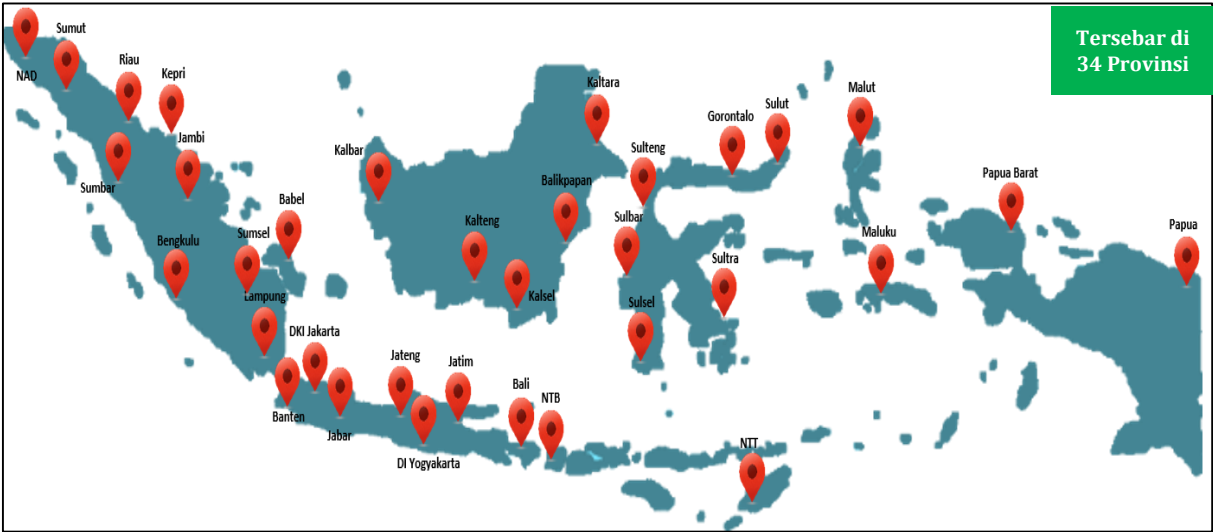 Tersebar di
34 Provinsi
NAD
Sumut
Riau
Kepri
Jambi
Sumbar
Bengkulu
Sumsel
Babel
Lampung
DKI Jakarta
Banten
Jabar
Jateng
DI Yogyakarta
Jatim
Bali
NTB
NTT
Kalbar
Kalteng
Kalsel
Balikpapan
Kaltara
Sulteng
Sulbar
Sulsel
Sultra
Gorontalo
Sulut
Malut
Maluku
Papua Barat
Papua